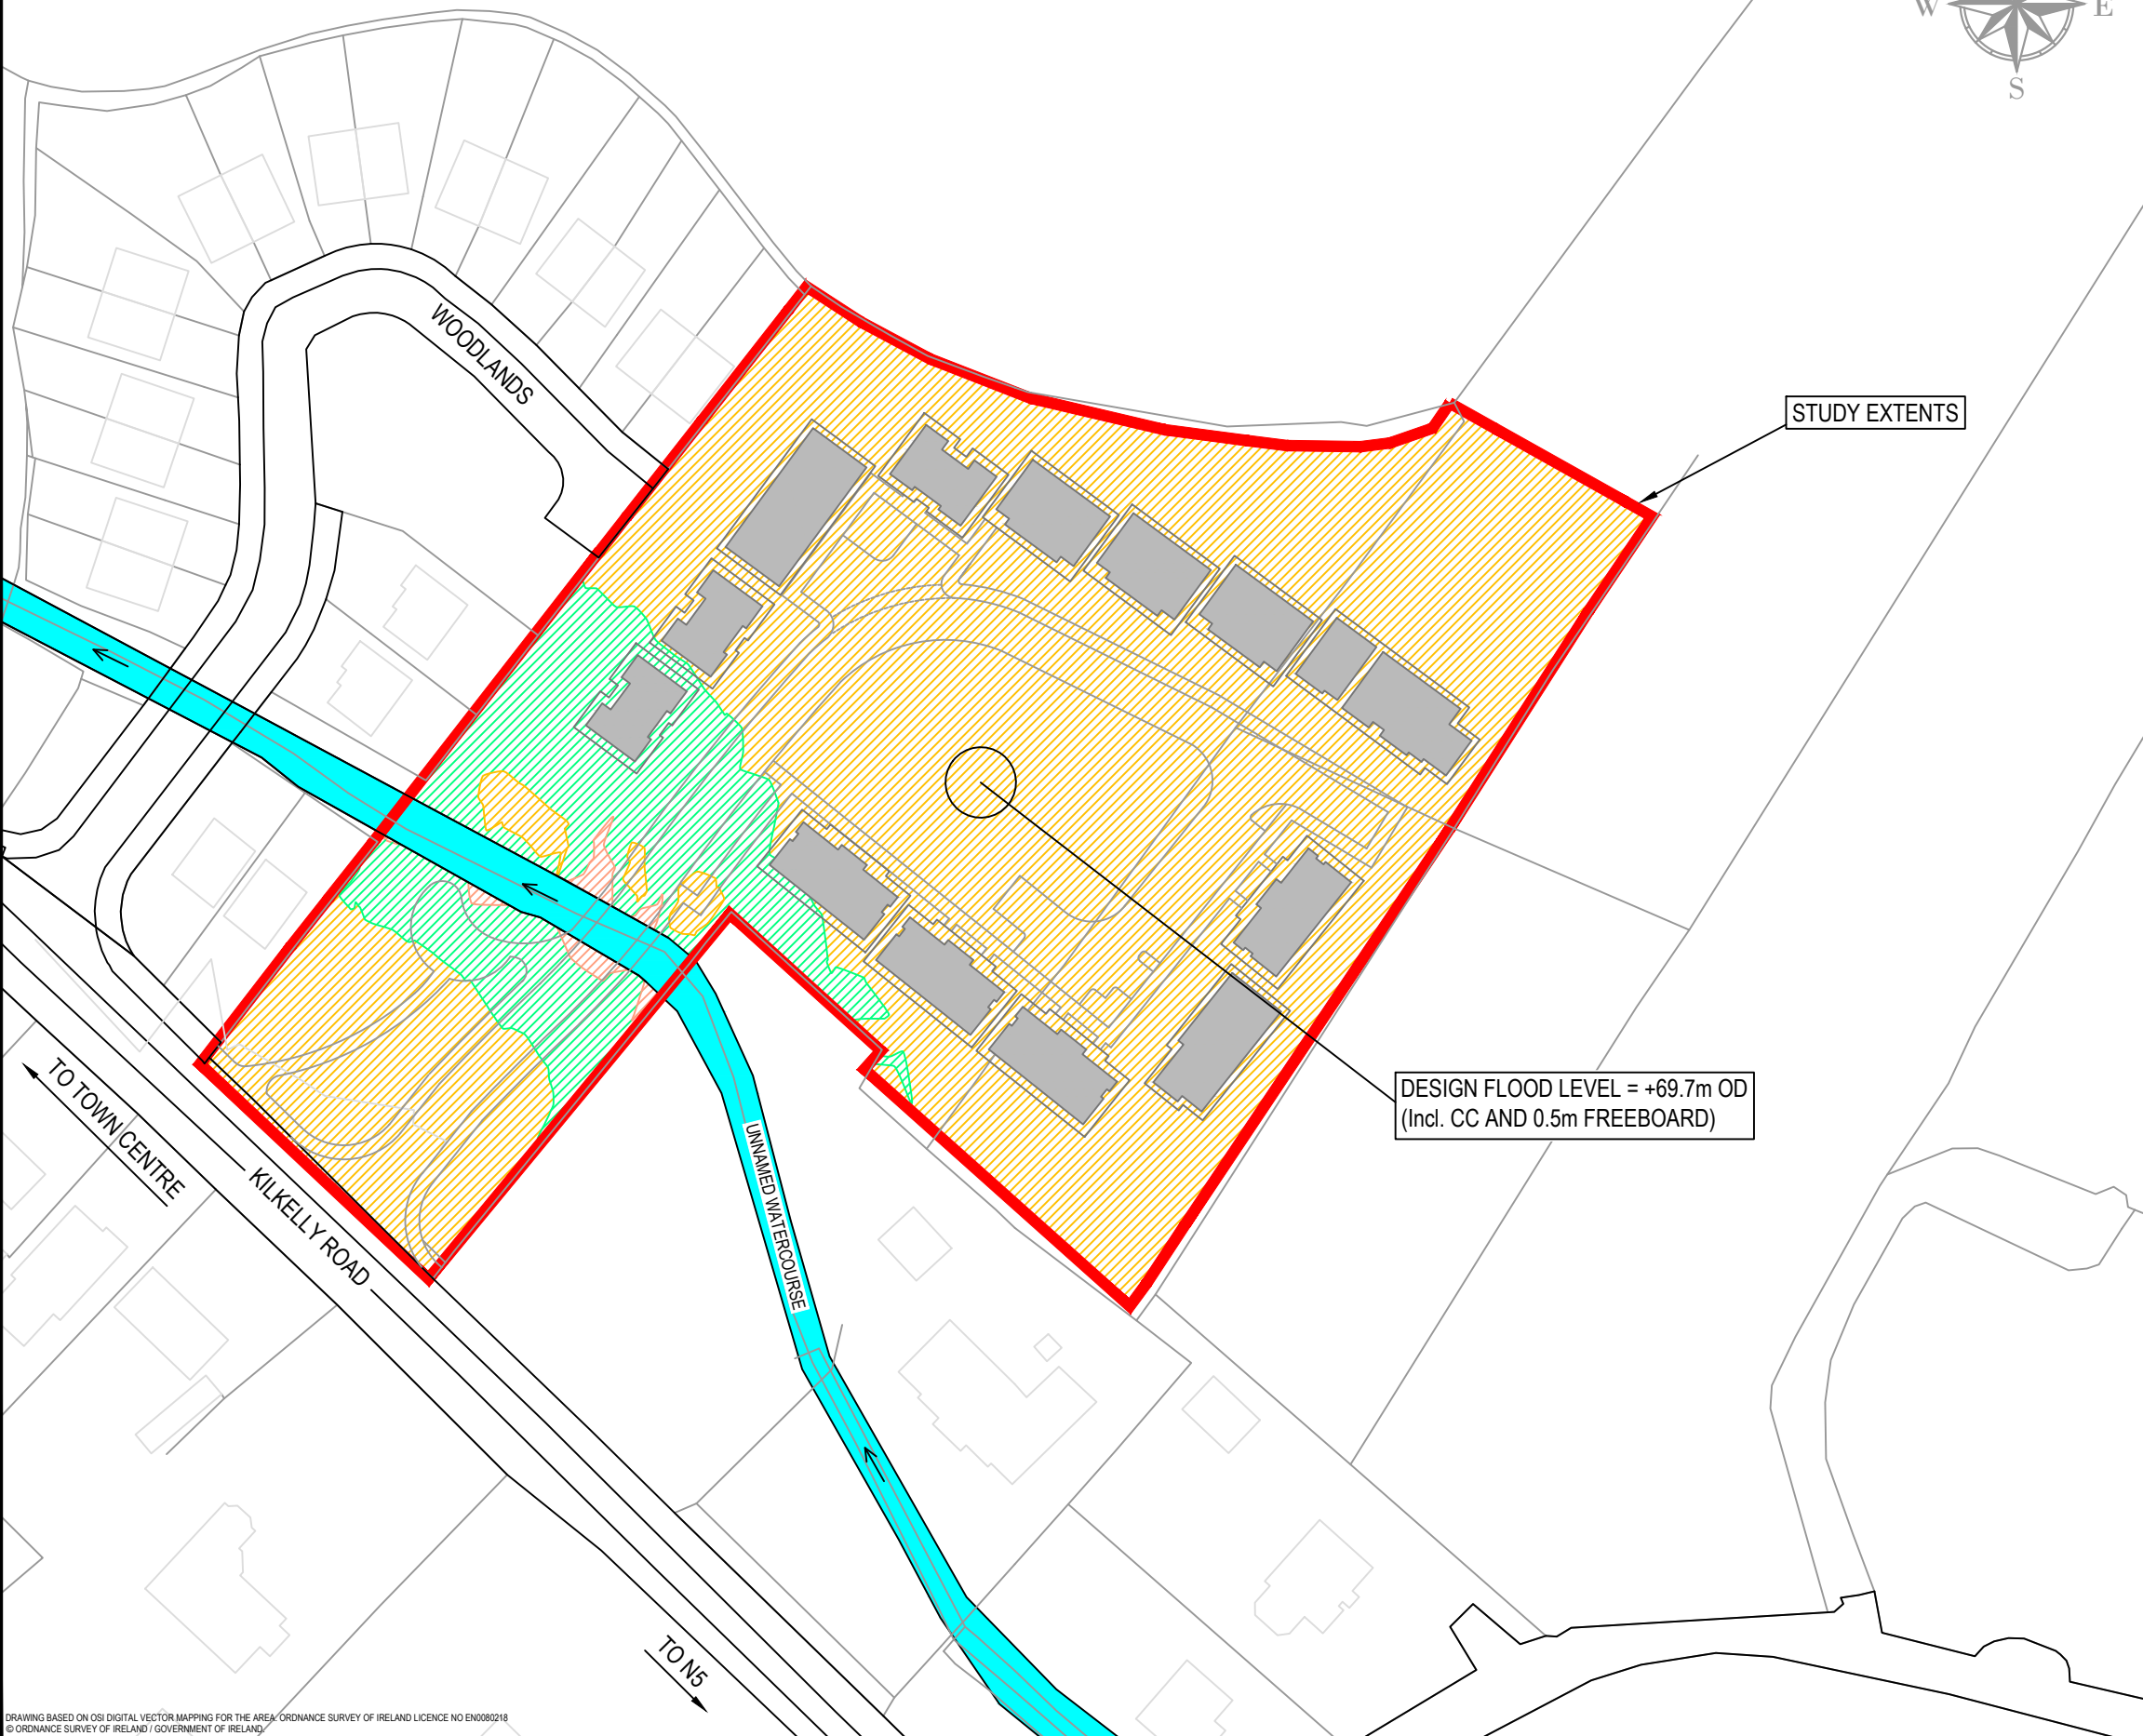 W
E
S
WOODLANDS
STUDY EXTENTS
DESIGN FLOOD LEVEL = +69.7m OD
(Incl. CC AND 0.5m FREEBOARD)
TO TOWN CENTRE
KILKELLY ROAD
UNNAMED WATERCOURSE
TO N5
DRAWING BASED ON OSI DIGITAL VECTOR MAPPING FOR THE AREA. ORDNANCE SURVEY OF IRELAND LICENCE NO EN0080218
© ORDNANCE SURVEY OF IRELAND / GOVERNMENT OF IRELAND.